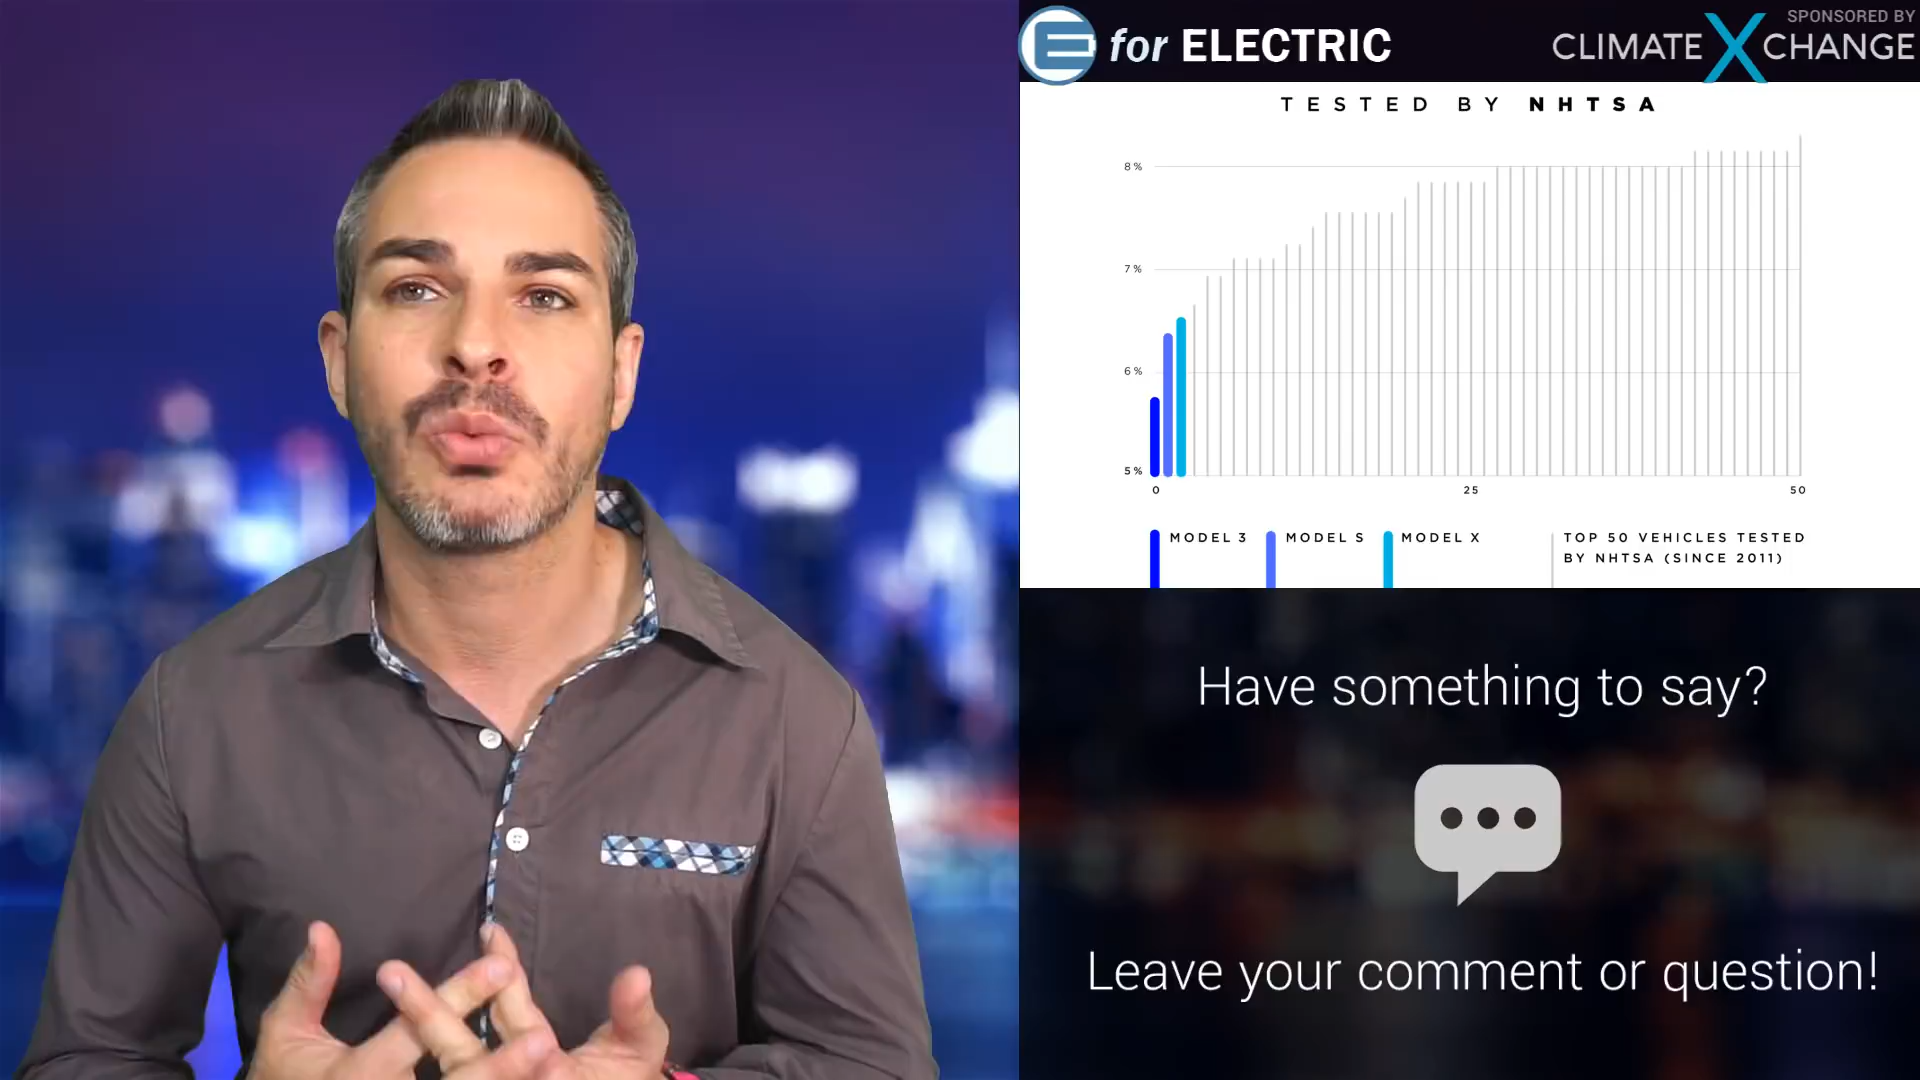 E for ELECTRIC
SPONSORED BY
CLIMATE XCHANGE
TESTED BY NHTSA
8%
7%
6%
5%
0 25 50
MODEL 3 MODEL S MODEL X TOP 50 VEHICLES TESTED
BY NHTSA (SINCE 2011)
Have something to say?
Leave your comment or question!